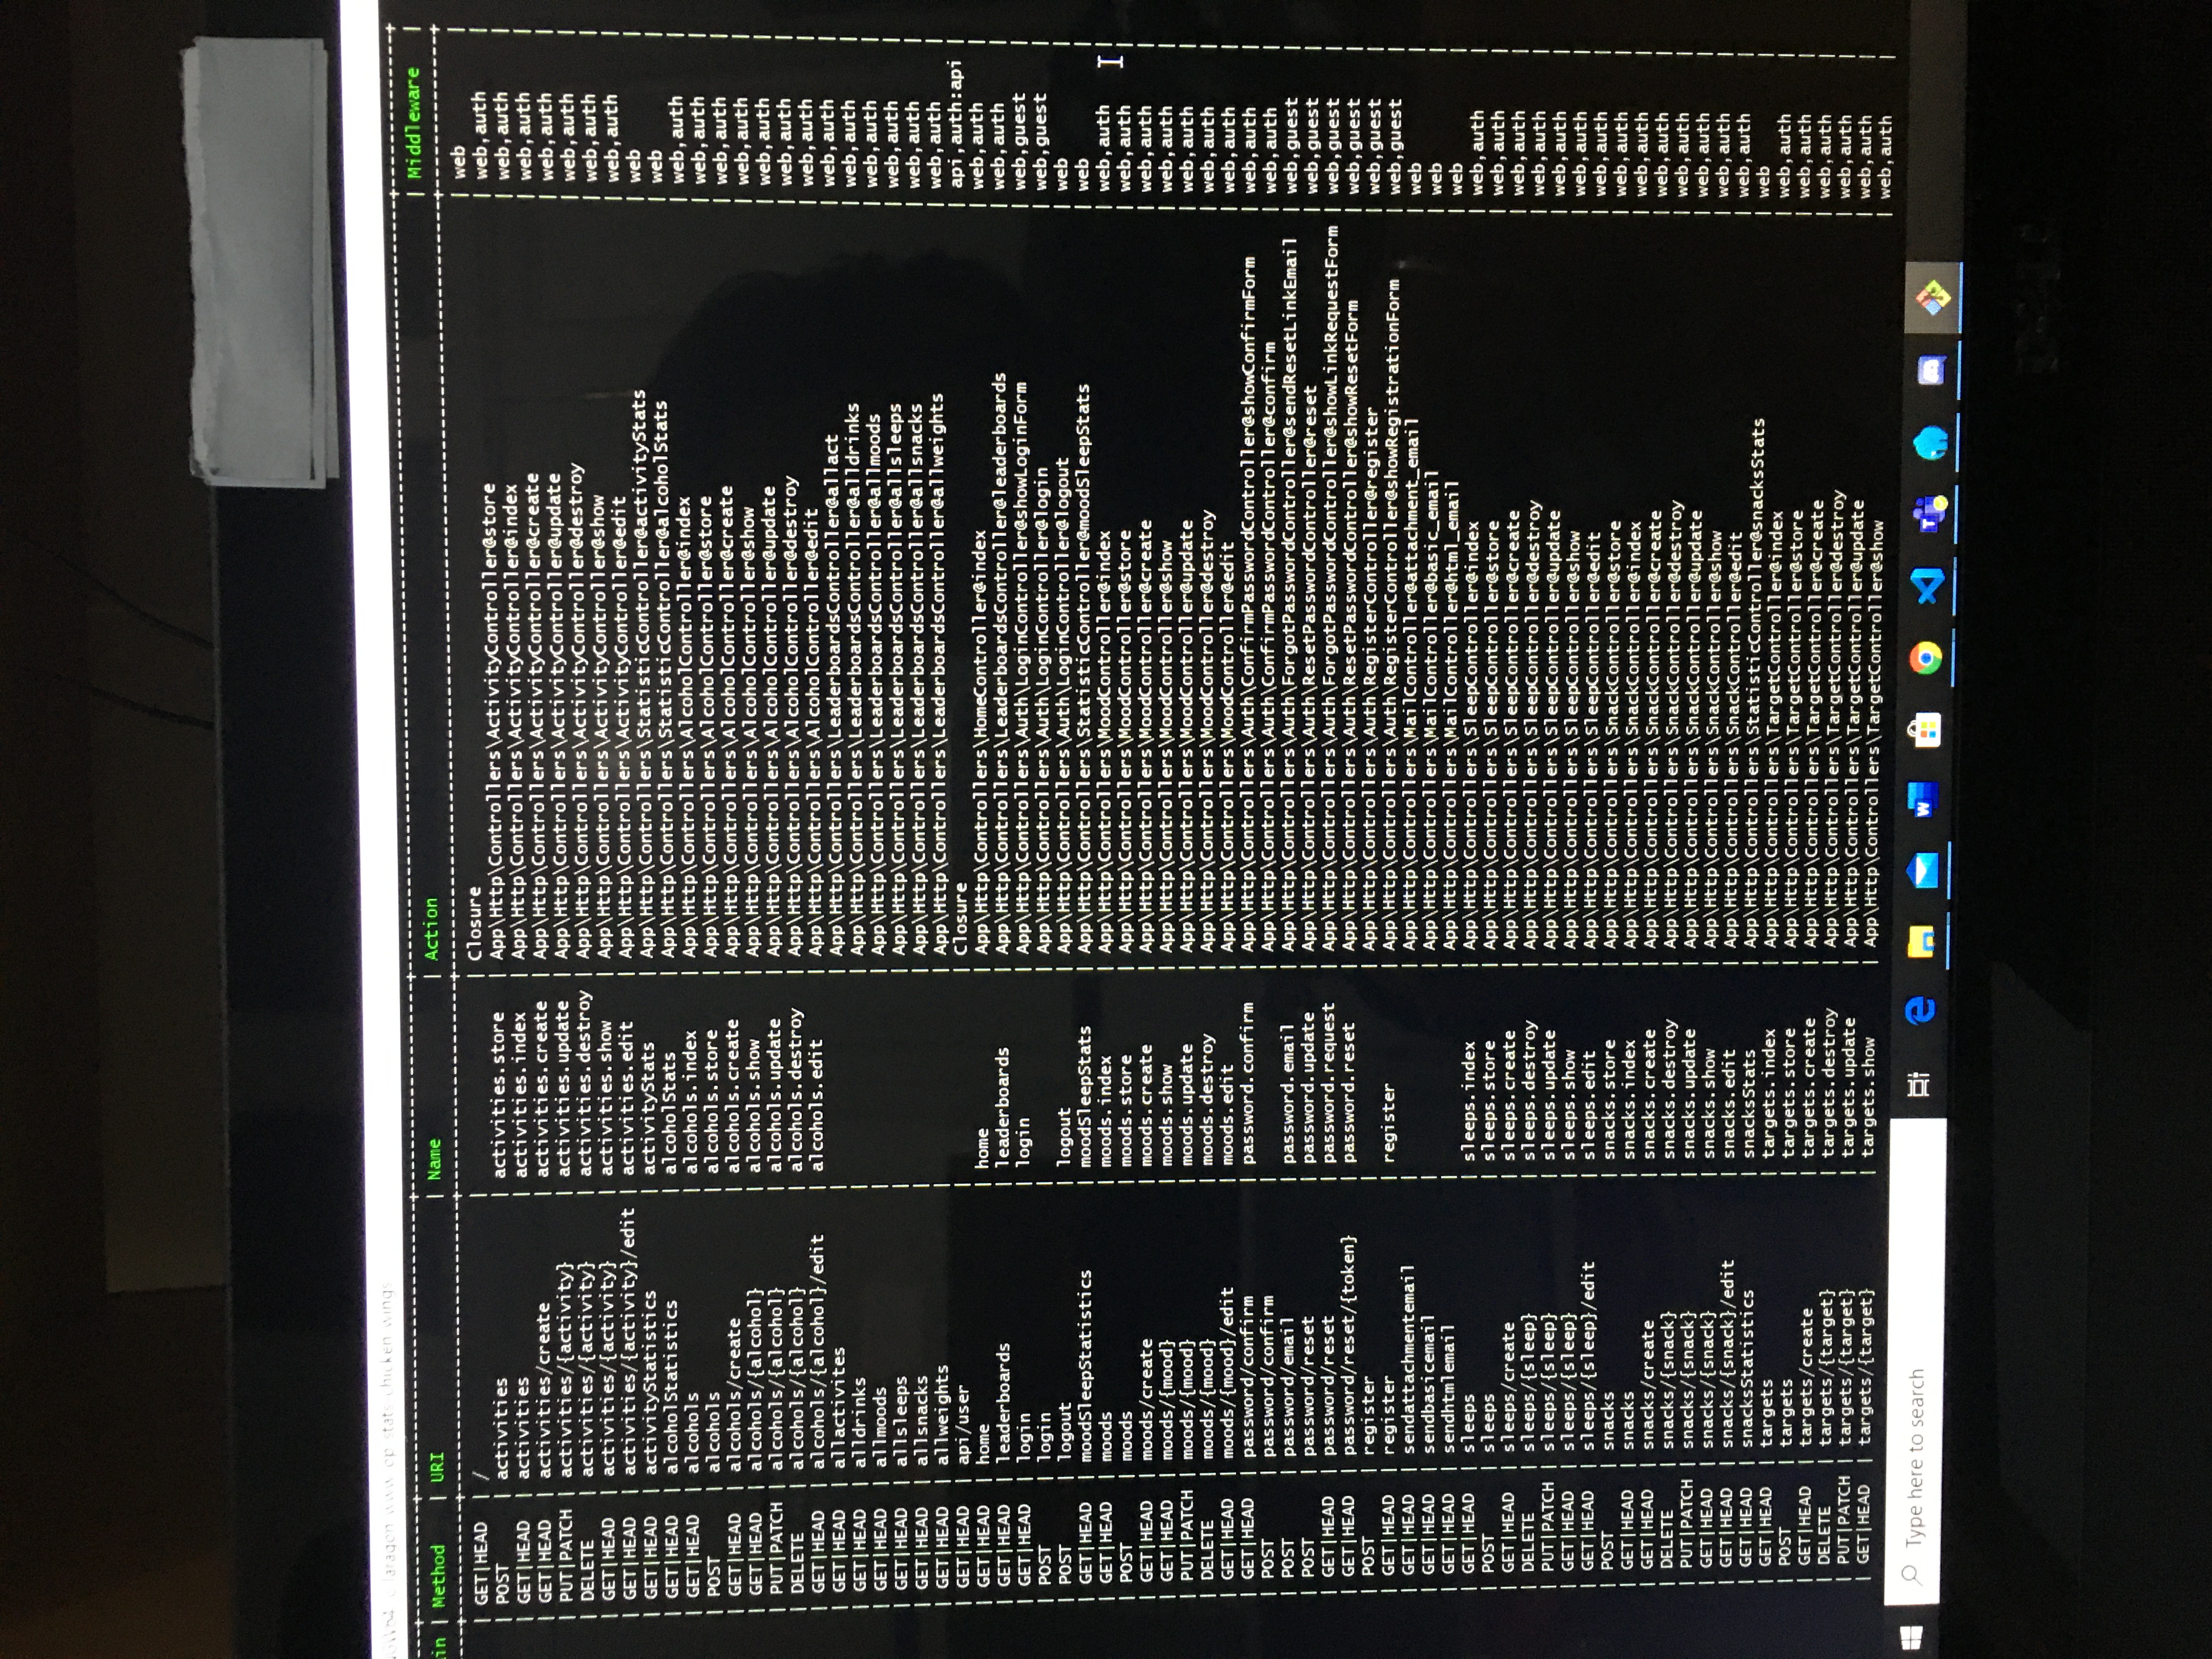 laragon www op stats chicken wings
in | Method | URI | Name | Action | Middleware |
| GET|HEAD | / | | Closure | web |
| POST | activities | activities.store | App\Http\Controllers\ActivityController@store | web,auth |
| GET|HEAD | activities | activities.index | App\Http\Controllers\ActivityController@index | web,auth |
| GET|HEAD | activities/create | activities.create | App\Http\Controllers\ActivityController@create | web,auth |
| PUT|PATCH | activities/{activity} | activities.update | App\Http\Controllers\ActivityController@update | web,auth |
| DELETE | activities/{activity} | activities.destroy | App\Http\Controllers\ActivityController@destroy | web,auth |
| GET|HEAD | activities/{activity} | activities.show | App\Http\Controllers\ActivityController@show | web,auth |
| GET|HEAD | activities/{activity}/edit | activities.edit | App\Http\Controllers\ActivityController@edit | web,auth |
| GET|HEAD | activityStatistics | activityStats | App\Http\Controllers\StatisticController@activityStats | web |
| GET|HEAD | alcoholStatistics | alcoholStats | App\Http\Controllers\StatisticController@alcoholStats | web |
| GET|HEAD | alcohols | alcohols.index | App\Http\Controllers\AlcoholController@index | web,auth |
| POST | alcohols | alcohols.store | App\Http\Controllers\AlcoholController@store | web,auth |
| GET|HEAD | alcohols/create | alcohols.create | App\Http\Controllers\AlcoholController@create | web,auth |
| GET|HEAD | alcohols/{alcohol} | alcohols.show | App\Http\Controllers\AlcoholController@show | web,auth |
| PUT|PATCH | alcohols/{alcohol} | alcohols.update | App\Http\Controllers\AlcoholController@update | web,auth |
| DELETE | alcohols/{alcohol} | alcohols.destroy | App\Http\Controllers\AlcoholController@destroy | web,auth |
| GET|HEAD | alcohols/{alcohol}/edit | alcohols.edit | App\Http\Controllers\AlcoholController@edit | web,auth |
| GET|HEAD | allactivites | | App\Http\Controllers\LeaderboardsController@allact | web,auth |
| GET|HEAD | alldrinks | | App\Http\Controllers\LeaderboardsController@alldrinks | web,auth |
| GET|HEAD | allmoods | | App\Http\Controllers\LeaderboardsController@allmoods | web,auth |
| GET|HEAD | allsleeps | | App\Http\Controllers\LeaderboardsController@allsleeps | web,auth |
| GET|HEAD | allsnacks | | App\Http\Controllers\LeaderboardsController@allsnacks | web,auth |
| GET|HEAD | allweights | | App\Http\Controllers\LeaderboardsController@allweights | web,auth |
| GET|HEAD | api/user | | Closure | api,auth:api |
| GET|HEAD | home | home | App\Http\Controllers\HomeController@index | web,auth |
| GET|HEAD | leaderboards | leaderboards | App\Http\Controllers\LeaderboardsController@leaderboards | web,auth |
| GET|HEAD | login | login | App\Http\Controllers\Auth\LoginController@showLoginForm | web,guest |
| POST | login | | App\Http\Controllers\Auth\LoginController@login | web,guest |
| POST | logout | logout | App\Http\Controllers\Auth\LoginController@logout | web |
| GET|HEAD | moodSleepStatistics | moodSleepStats | App\Http\Controllers\StatisticController@moodSleepStats | web |
| GET|HEAD | moods | moods.index | App\Http\Controllers\MoodController@index | web,auth |
| POST | moods | moods.store | App\Http\Controllers\MoodController@store | web,auth |
| GET|HEAD | moods/create | moods.create | App\Http\Controllers\MoodController@create | web,auth |
| GET|HEAD | moods/{mood} | moods.show | App\Http\Controllers\MoodController@show | web,auth |
| PUT|PATCH | moods/{mood} | moods.update | App\Http\Controllers\MoodController@update | web,auth |
| DELETE | moods/{mood} | moods.destroy | App\Http\Controllers\MoodController@destroy | web,auth |
| GET|HEAD | moods/{mood}/edit | moods.edit | App\Http\Controllers\MoodController@edit | web,auth |
| GET|HEAD | password/confirm | password.confirm | App\Http\Controllers\Auth\ConfirmPasswordController@showConfirmForm | web,auth |
| POST | password/confirm | | App\Http\Controllers\Auth\ConfirmPasswordController@confirm | web,auth |
| POST | password/email | password.email | App\Http\Controllers\Auth\ForgotPasswordController@sendResetLinkEmail | web,guest |
| POST | password/reset | password.update | App\Http\Controllers\Auth\ResetPasswordController@reset | web,guest |
| GET|HEAD | password/reset | password.request | App\Http\Controllers\Auth\ForgotPasswordController@showLinkRequestForm | web,guest |
| GET|HEAD | password/reset/{token} | password.reset | App\Http\Controllers\Auth\ResetPasswordController@showResetForm | web,guest |
| POST | register | | App\Http\Controllers\Auth\RegisterController@register | web,guest |
| GET|HEAD | register | register | App\Http\Controllers\Auth\RegisterController@showRegistrationForm | web,guest |
| GET|HEAD | sendattachmentemail | | App\Http\Controllers\MailController@attachment_email | web |
| GET|HEAD | sendbasicemail | | App\Http\Controllers\MailController@basic_email | web |
| GET|HEAD | sendhtmlemail | | App\Http\Controllers\MailController@html_email | web |
| GET|HEAD | sleeps | sleeps.index | App\Http\Controllers\SleepController@index | web,auth |
| POST | sleeps | sleeps.store | App\Http\Controllers\SleepController@store | web,auth |
| GET|HEAD | sleeps/create | sleeps.create | App\Http\Controllers\SleepController@create | web,auth |
| DELETE | sleeps/{sleep} | sleeps.destroy | App\Http\Controllers\SleepController@destroy | web,auth |
| PUT|PATCH | sleeps/{sleep} | sleeps.update | App\Http\Controllers\SleepController@update | web,auth |
| GET|HEAD | sleeps/{sleep} | sleeps.show | App\Http\Controllers\SleepController@show | web,auth |
| GET|HEAD | sleeps/{sleep}/edit | sleeps.edit | App\Http\Controllers\SleepController@edit | web,auth |
| POST | snacks | snacks.store | App\Http\Controllers\SnackController@store | web,auth |
| GET|HEAD | snacks | snacks.index | App\Http\Controllers\SnackController@index | web,auth |
| GET|HEAD | snacks/create | snacks.create | App\Http\Controllers\SnackController@create | web,auth |
| DELETE | snacks/{snack} | snacks.destroy | App\Http\Controllers\SnackController@destroy | web,auth |
| PUT|PATCH | snacks/{snack} | snacks.update | App\Http\Controllers\SnackController@update | web,auth |
| GET|HEAD | snacks/{snack} | snacks.show | App\Http\Controllers\SnackController@show | web,auth |
| GET|HEAD | snacks/{snack}/edit | snacks.edit | App\Http\Controllers\SnackController@edit | web,auth |
| GET|HEAD | snacksStatistics | snacksStats | App\Http\Controllers\StatisticController@snacksStats | web |
| GET|HEAD | targets | targets.index | App\Http\Controllers\TargetController@index | web,auth |
| POST | targets | targets.store | App\Http\Controllers\TargetController@store | web,auth |
| GET|HEAD | targets/create | targets.create | App\Http\Controllers\TargetController@create | web,auth |
| DELETE | targets/{target} | targets.destroy | App\Http\Controllers\TargetController@destroy | web,auth |
| PUT|PATCH | targets/{target} | targets.update | App\Http\Controllers\TargetController@update | web,auth |
| GET|HEAD | targets/{target} | targets.show | App\Http\Controllers\TargetController@show | web,auth |
Type here to search